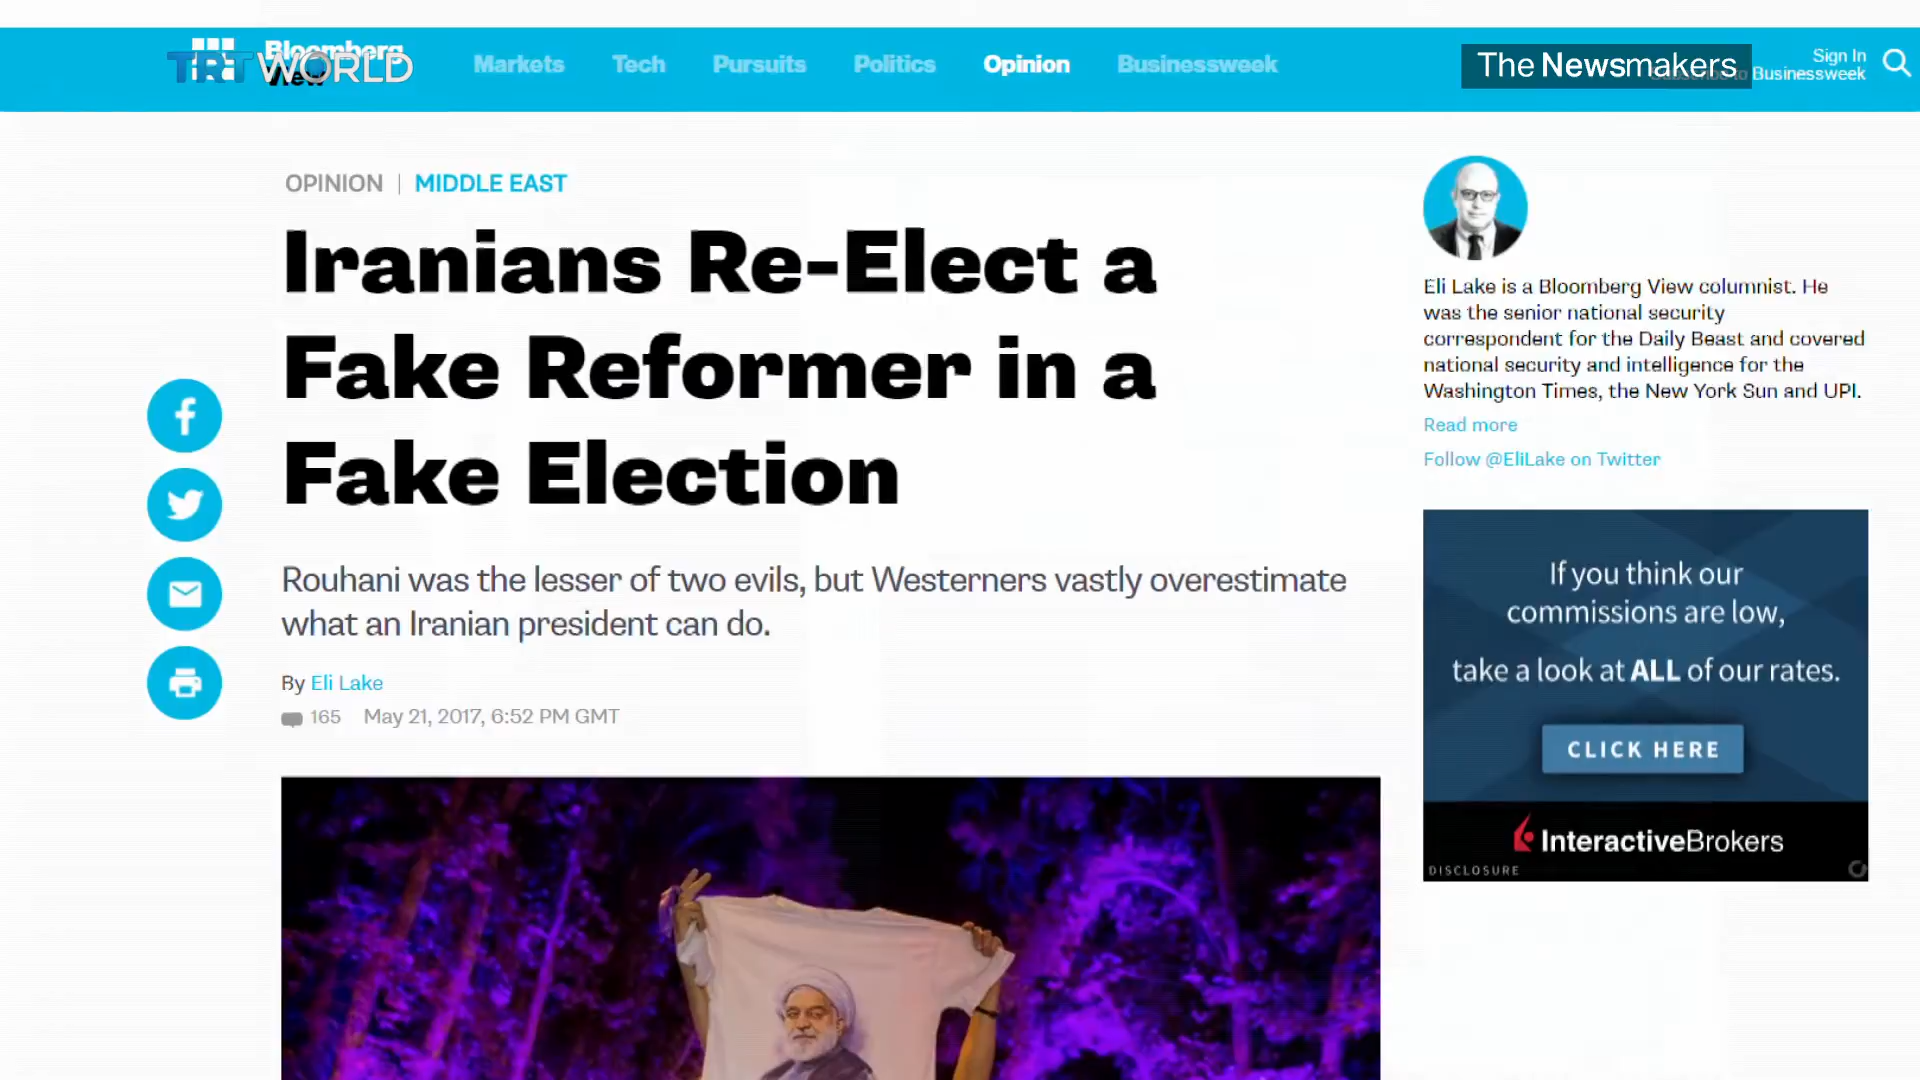 Bloomberg
View
TRT WORLD
Markets
Tech
Pursuits
Politics
Opinion
Businessweek
The Newsmakers
Sign In
Subscribe to Businessweek
OPINION | MIDDLE EAST
Iranians Re-Elect a
Fake Reformer in a
Fake Election
Rouhani was the lesser of two evils, but Westerners vastly overestimate
what an Iranian president can do.
By Eli Lake
165 May 21, 2017, 6:52 PM GMT
Eli Lake is a Bloomberg View columnist. He
was the senior national security
correspondent for the Daily Beast and covered
national security and intelligence for the
Washington Times, the New York Sun and UPI.
Read more
Follow @EliLake on Twitter
If you think our
commissions are low,
take a look at ALL of our rates.
CLICK HERE
InteractiveBrokers
DISCLOSURE